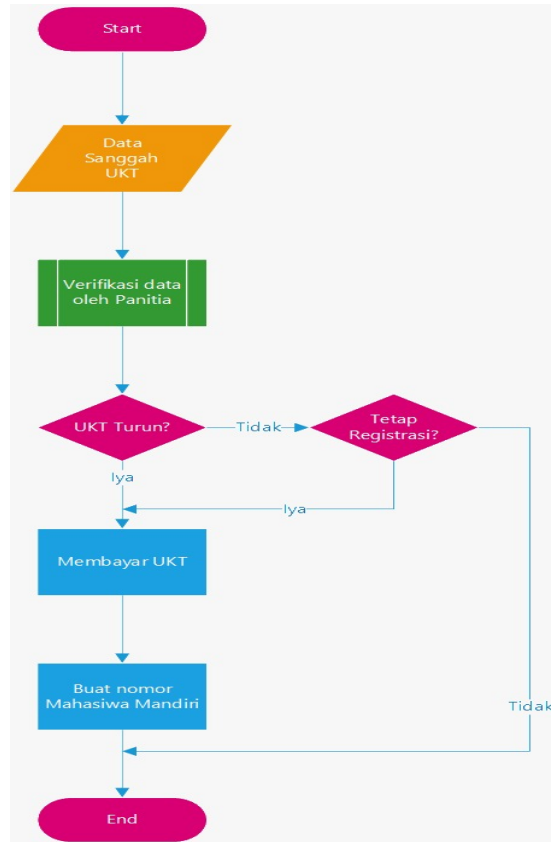 Start
Data
Sanggah
UKT
Verifikasi data
oleh Panitia
UKT Turun?
Tidak
Tetap
Registrasi?
Iya
Iya
Membayar UKT
Buat nomor
Mahasiwa Mandiri
Tidak
End